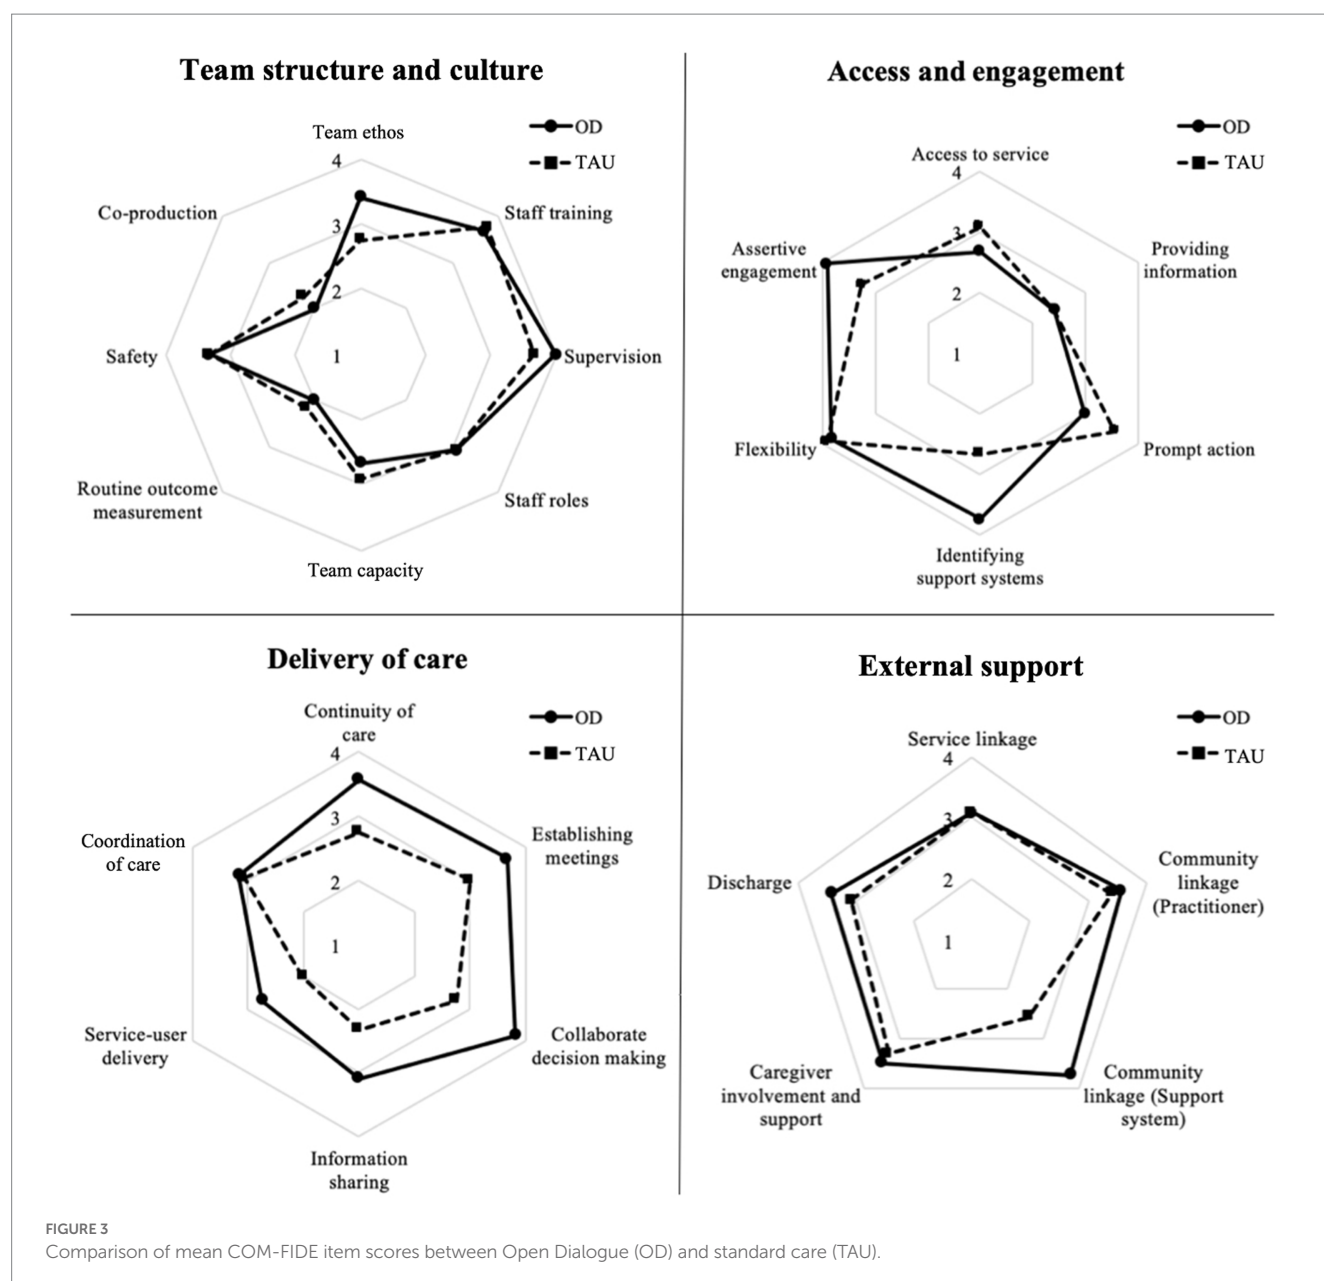 Team structure and culture
OD
TAU
Team ethos
Staff training
Supervision
Staff roles
Team capacity
Routine outcome
measurement
Safety
Co-production
4
3
2
1
Access and engagement
OD
TAU
Access to service
Providing
information
Prompt action
Identifying
support systems
Flexibility
Assertive
engagement
4
3
2
1
Delivery of care
OD
TAU
Continuity of
care
Establishing
meetings
Collaborate
decision making
Information
sharing
Service-user
delivery
Coordination
of care
4
3
2
1
External support
OD
TAU
Service linkage
Community
linkage
(Practitioner)
Community
linkage (Support
system)
Caregiver
involvement and
support
Discharge
4
3
2
1
FIGURE 3
Comparison of mean COM-FIDE item scores between Open Dialogue (OD) and standard care (TAU).